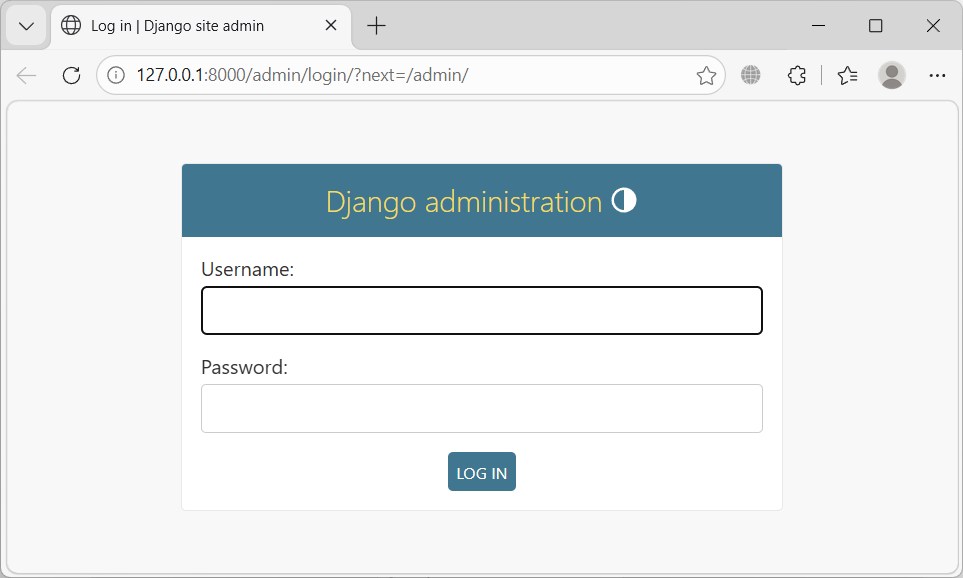 Log in | Django site admin
127.0.0.1:8000/admin/login/?next=/admin/
Django administration
Username:
Password:
LOG IN